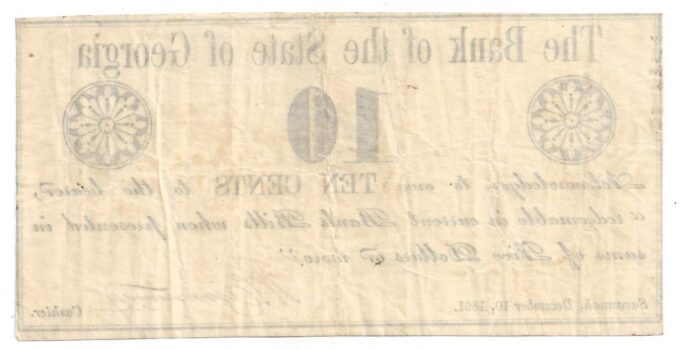 The Bank of the State of Georgia
10
Acknowledges to owe TEN CENTS to the bearer,
"redeemable in current Bank Bills when presented in
sums of Five Dollars or more."
Savannah, December 10, 1861.
Cashier.